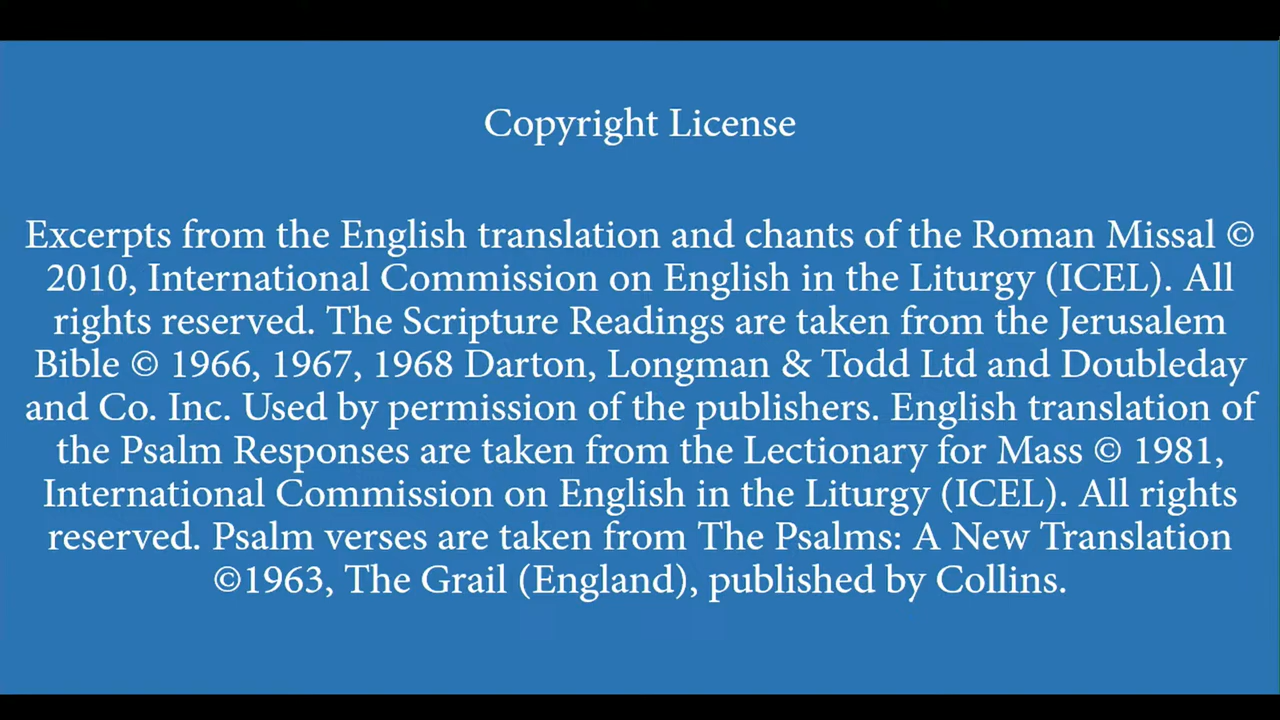 Copyright License
Excerpts from the English translation and chants of the Roman Missal ©
2010, International Commission on English in the Liturgy (ICEL). All
rights reserved. The Scripture Readings are taken from the Jerusalem
Bible © 1966, 1967, 1968 Darton, Longman & Todd Ltd and Doubleday
and Co. Inc. Used by permission of the publishers. English translation of
the Psalm Responses are taken from the Lectionary for Mass © 1981,
International Commission on English in the Liturgy (ICEL). All rights
reserved. Psalm verses are taken from The Psalms: A New Translation
©1963, The Grail (England), published by Collins.